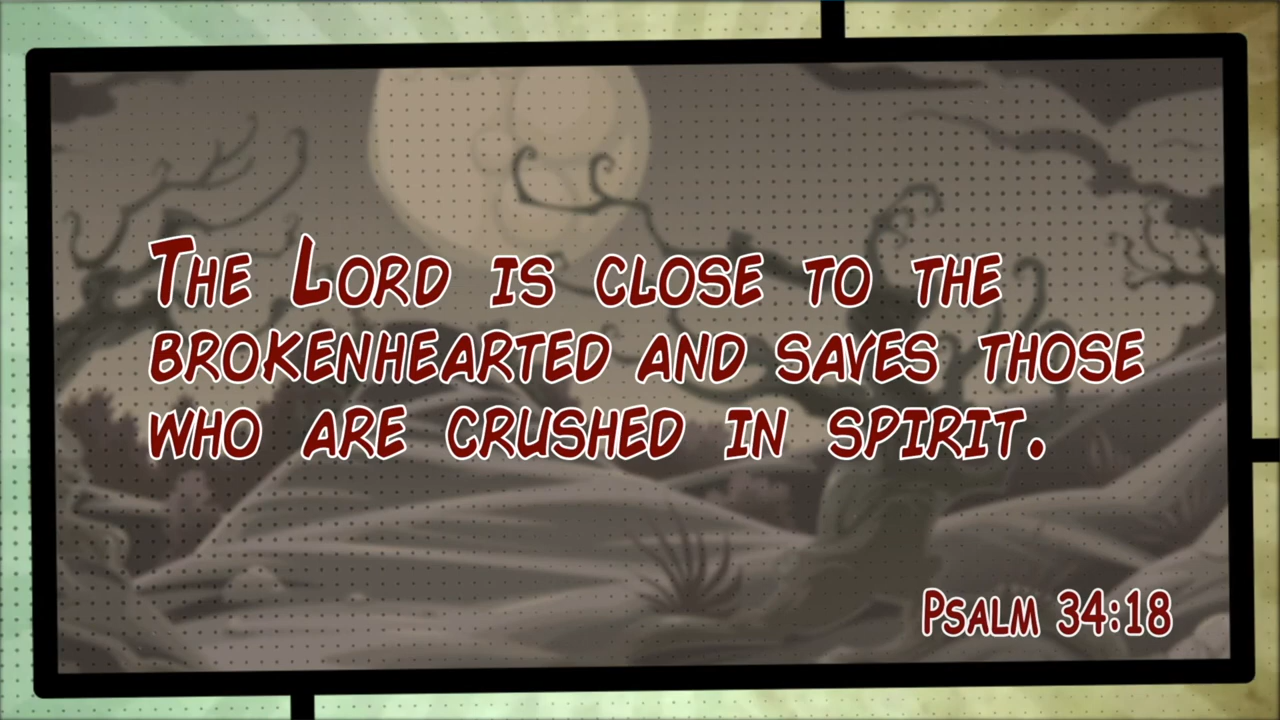 The Lord is close to the
brokenhearted and saves those
who are crushed in spirit.
Psalm 34:18